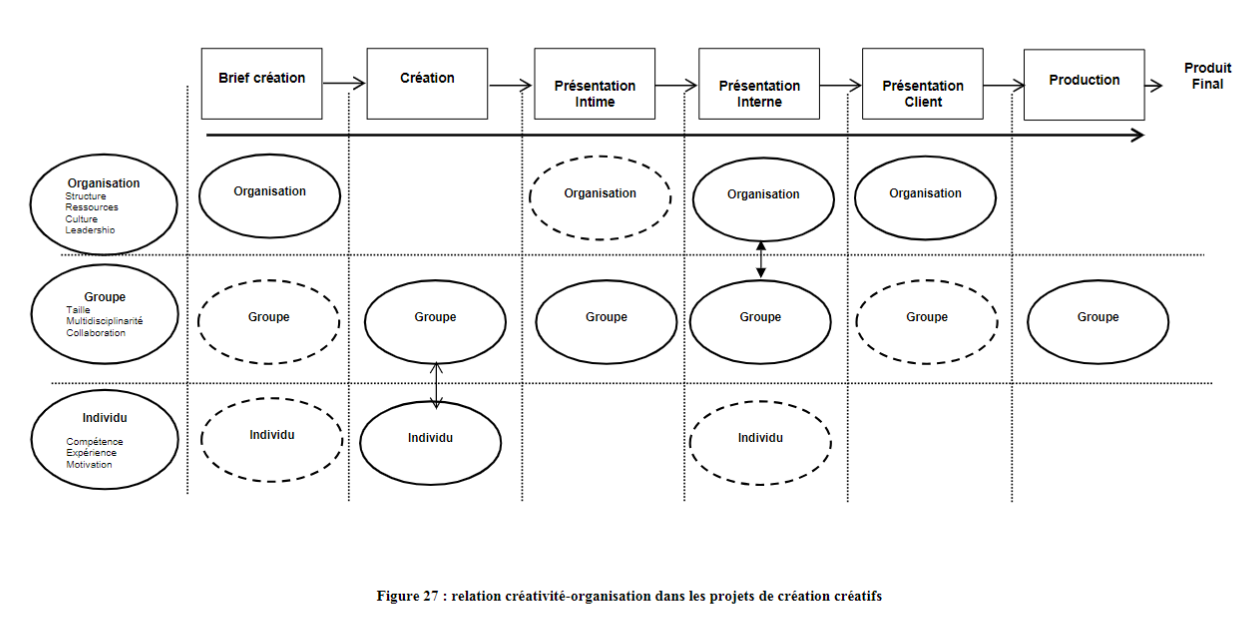 Brief création
Création
Présentation
Intime
Présentation
Interne
Présentation
Client
Production
Produit
Final
Organisation
Structure
Ressources
Culture
Leadershio
Organisation
Organisation
Organisation
Organisation
Groupe
Taille
Multidisciplinarité
Collaboration
Groupe
Groupe
Groupe
Groupe
Groupe
Groupe
Individu
Compétence
Expérience
Motivation
Individu
Individu
Individu
Figure 27 : relation créativité-organisation dans les projets de création créatifs